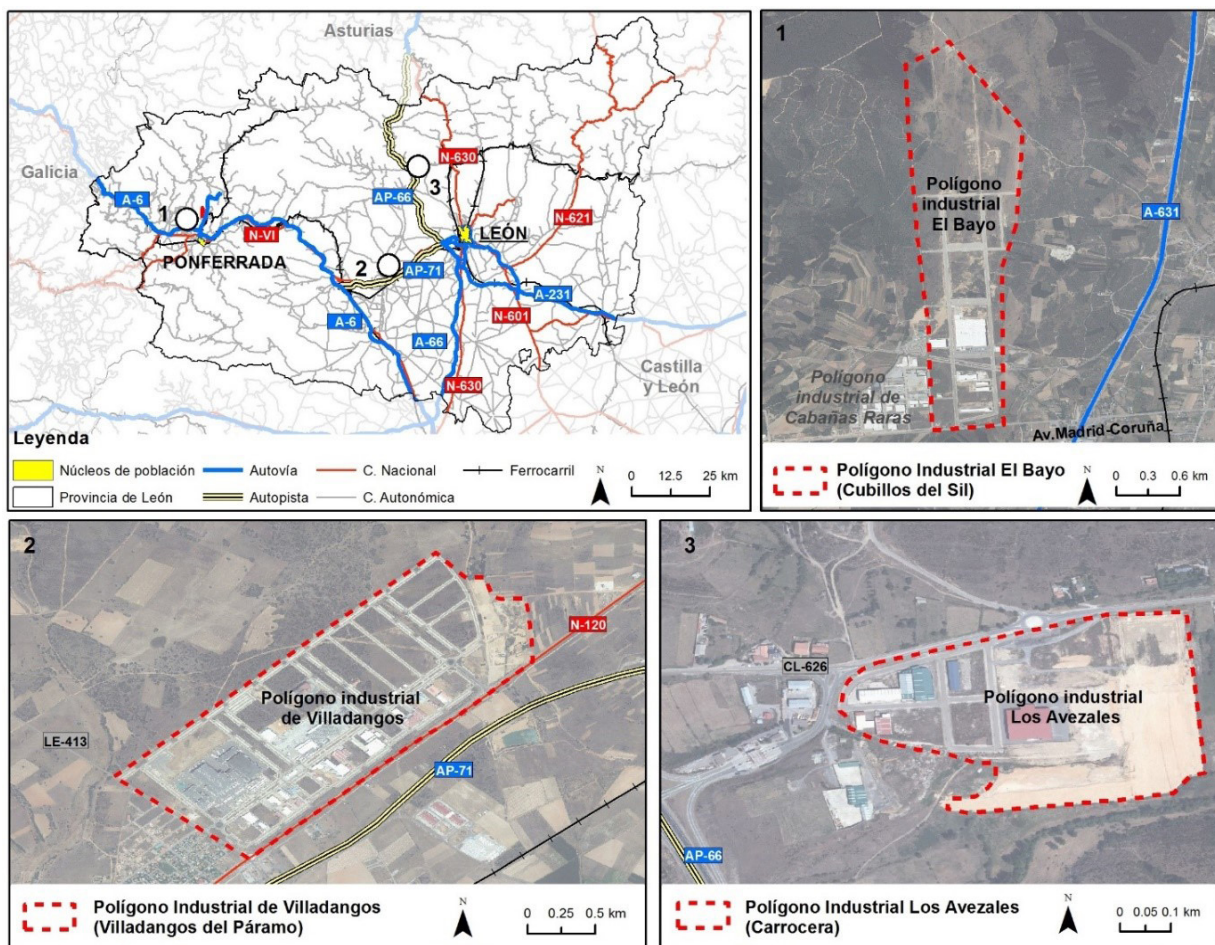 Asturias
Galicia
N-630
3
AP-66
A-6
1
N-621
N-VI
LEÓN
PONFERRADA
2
AP-71
A-231
A-6
N-601
A-66
N-630
Castilla
y León
Leyenda
Núcleos de población
Autovía
C. Nacional
Ferrocarril
Provincia de León
Autopista
C. Autonómica
N
0 12.5 25 km
1
Polígono
industrial
El Bayo
A-631
Polígono
industrial de
Cabañas Raras
Av.Madrid-Coruña
Polígono Industrial El Bayo
(Cubillos del Sil)
N
0 0.3 0.6 km
2
N-120
Polígono industrial
de Villadangos
LE-413
AP-71
Polígono Industrial de Villadangos
(Villadangos del Páramo)
N
0 0.25 0.5 km
3
CL-626
Polígono industrial
Los Avezales
AP-66
Polígono Industrial Los Avezales
(Carrocera)
N
0 0.05 0.1 km